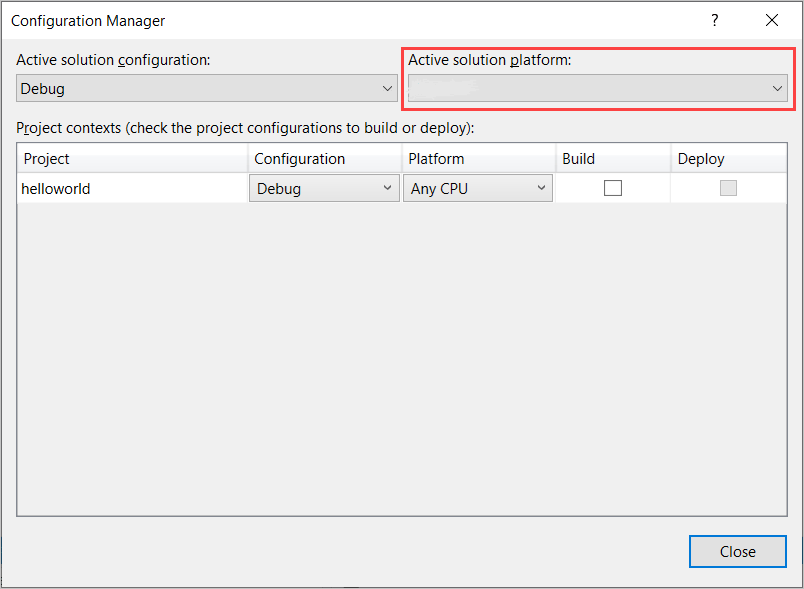 Configuration Manager ?
Active solution configuration: Active solution platform:
Debug
Project contexts (check the project configurations to build or deploy):
Project Configuration Platform Build Deploy
helloworld Debug Any CPU
Close